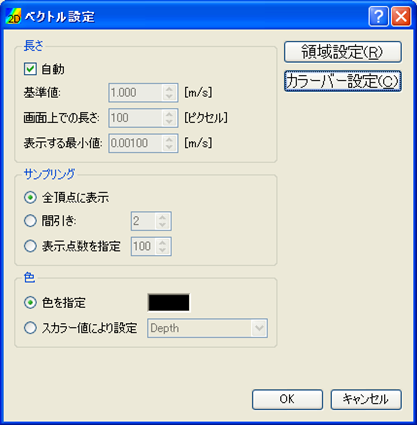 2D ベクトル設定
長さ
自動
基準値: 1.000 [m/s]
画面上での長さ: 100 [ピクセル]
表示する最小値: 0.00100 [m/s]
サンプリング
全頂点に表示
間引き: 2
表示点数を指定 100
色
色を指定
スカラー値により設定 Depth
領域設定(R)
カラーバー設定(C)
OK キャンセル